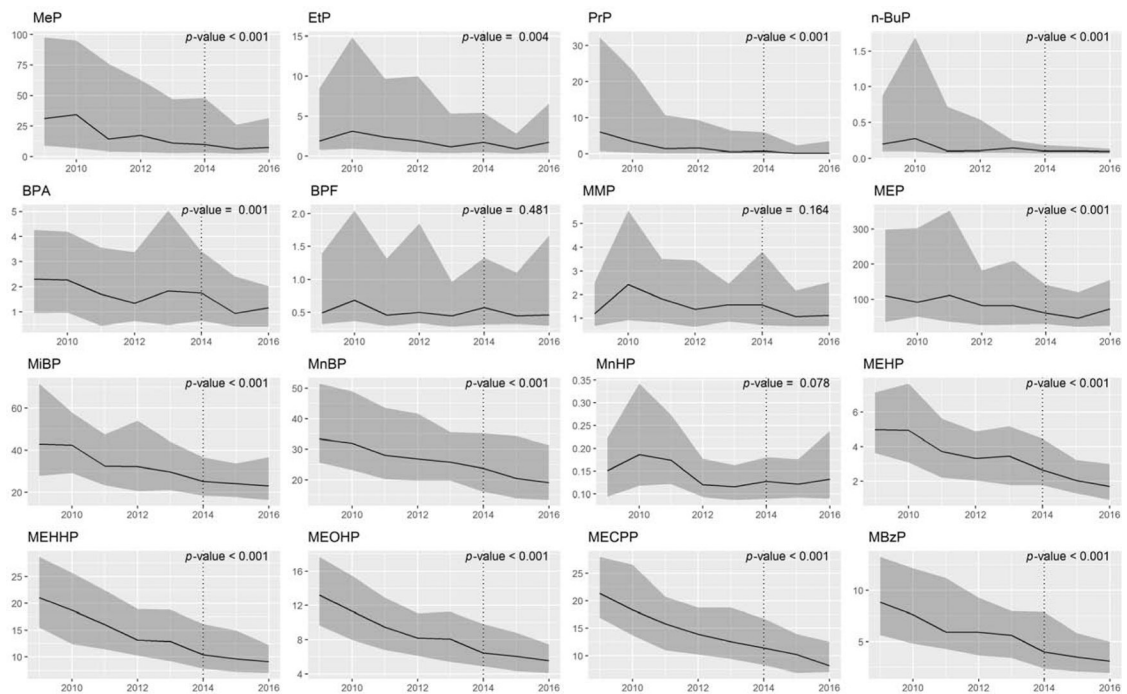 MeP EtP PrP n-BuP
p-value < 0.001 p-value = 0.004 p-value < 0.001 p-value < 0.001
100 15 30 1.5
75 10 20 1.0
50 5 10 0.5
25 0 0 0.0
0
2010 2012 2014 2016 2010 2012 2014 2016 2010 2012 2014 2016 2010 2012 2014 2016
BPA BPF MMP MEP
p-value = 0.001 p-value = 0.481 p-value = 0.164 p-value < 0.001
5 2.0 5 300
4 1.5 4 200
3 1.0 3 100
2 0.5 2
1 1
2010 2012 2014 2016 2010 2012 2014 2016 2010 2012 2014 2016 2010 2012 2014 2016
MiBP MnBP MnHP MEHP
p-value < 0.001 p-value < 0.001 p-value = 0.078 p-value < 0.001
60 50 0.35 6
40 40 0.30 4
20 30 0.25 2
20 0.20
0.15
0.10
2010 2012 2014 2016 2010 2012 2014 2016 2010 2012 2014 2016 2010 2012 2014 2016
MEHHP MEOHP MECPP MBzP
p-value < 0.001 p-value < 0.001 p-value < 0.001 p-value < 0.001
25 16 25 10
20 12 20 5
15 8 15
10 4 10
2010 2012 2014 2016 2010 2012 2014 2016 2010 2012 2014 2016 2010 2012 2014 2016